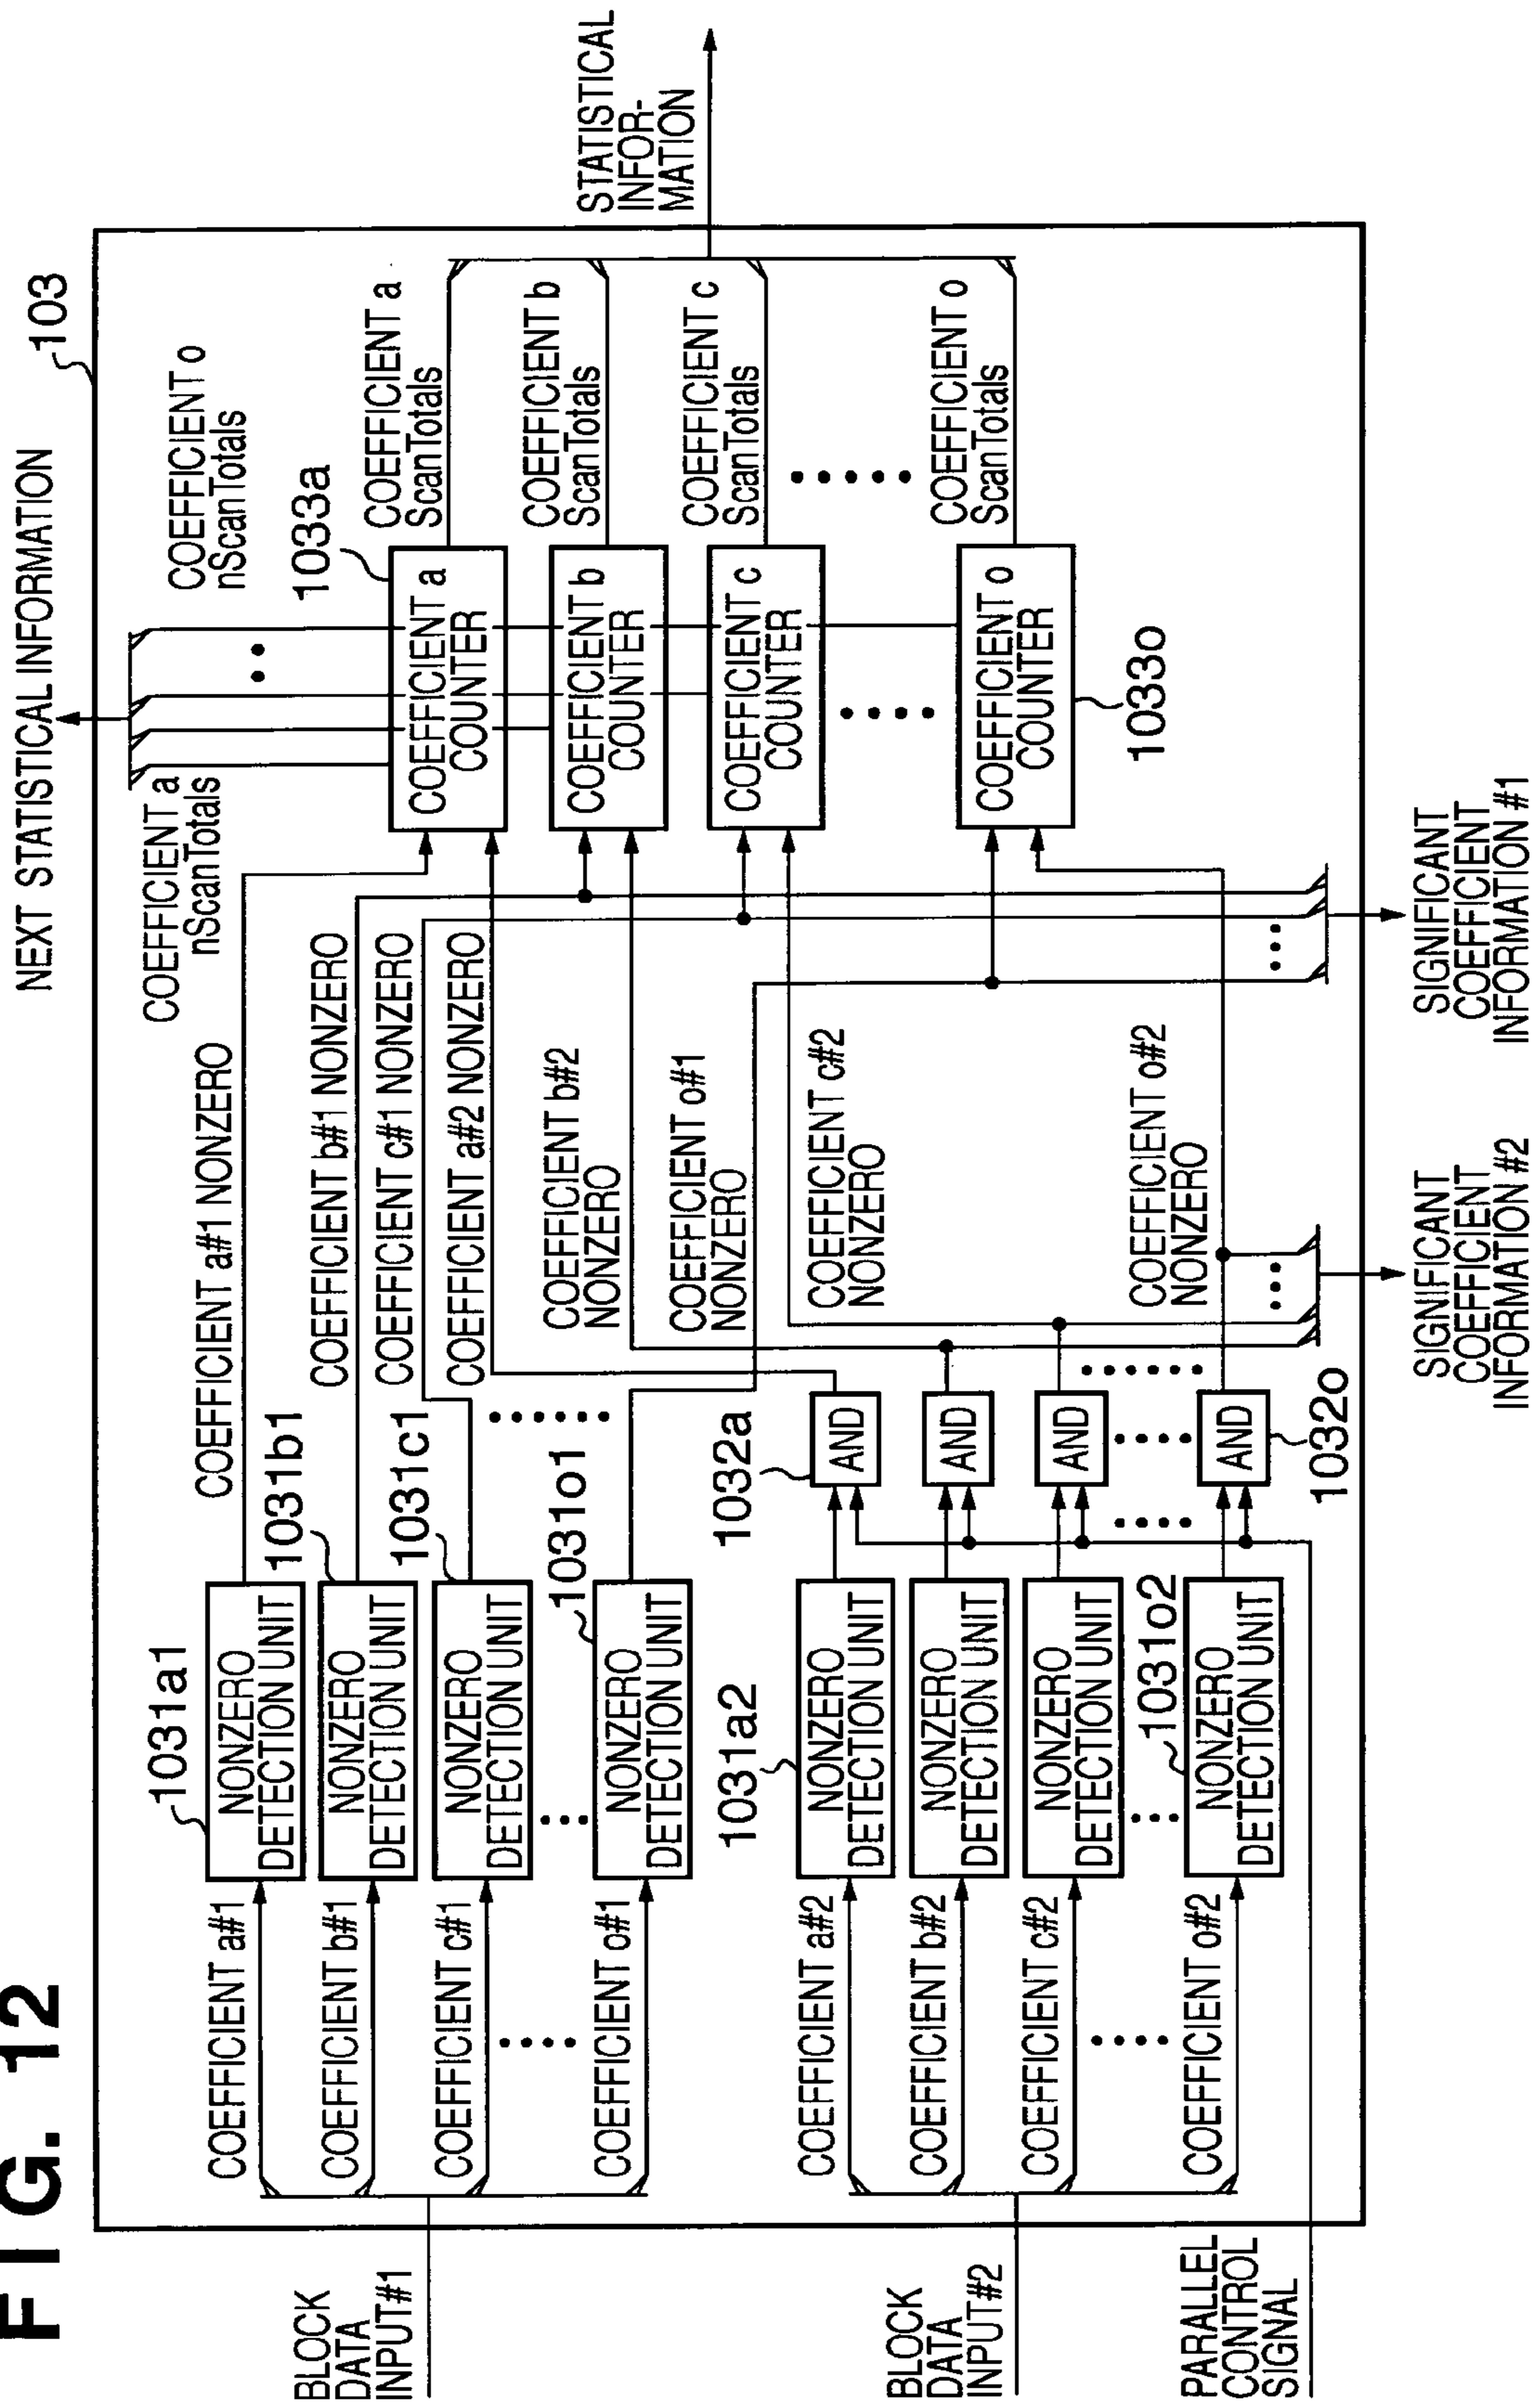 FIG. 12
103
NEXT STATISTICAL INFORMATION
COEFFICIENT a
nScanTotals
COEFFICIENT o
nScanTotals
BLOCK
DATA
INPUT#1
COEFFICIENT a#1
COEFFICIENT b#1
COEFFICIENT c#1
COEFFICIENT o#1
1031a1
NONZERO
DETECTION UNIT
1031b1
NONZERO
DETECTION UNIT
1031c1
NONZERO
DETECTION UNIT
1031o1
NONZERO
DETECTION UNIT
COEFFICIENT a#1 NONZERO
COEFFICIENT b#1 NONZERO
COEFFICIENT c#1 NONZERO
COEFFICIENT a#2 NONZERO
COEFFICIENT b#2
NONZERO
COEFFICIENT o#1
NONZERO
COEFFICIENT c#2
NONZERO
COEFFICIENT o#2
NONZERO
1033a
COEFFICIENT a
COUNTER
COEFFICIENT b
COUNTER
COEFFICIENT c
COUNTER
COEFFICIENT o
COUNTER
1033o
COEFFICIENT a
ScanTotals
COEFFICIENT b
ScanTotals
COEFFICIENT c
ScanTotals
COEFFICIENT o
ScanTotals
STATISTICAL
INFOR-
MATION
BLOCK
DATA
INPUT#2
COEFFICIENT a#2
COEFFICIENT b#2
COEFFICIENT c#2
COEFFICIENT o#2
1031a2
NONZERO
DETECTION UNIT
NONZERO
DETECTION UNIT
NONZERO
DETECTION UNIT
1031o2
NONZERO
DETECTION UNIT
1032a
AND
AND
AND
AND
1032o
PARALLEL
CONTROL
SIGNAL
SIGNIFICANT
COEFFICIENT
INFORMATION #2
SIGNIFICANT
COEFFICIENT
INFORMATION #1